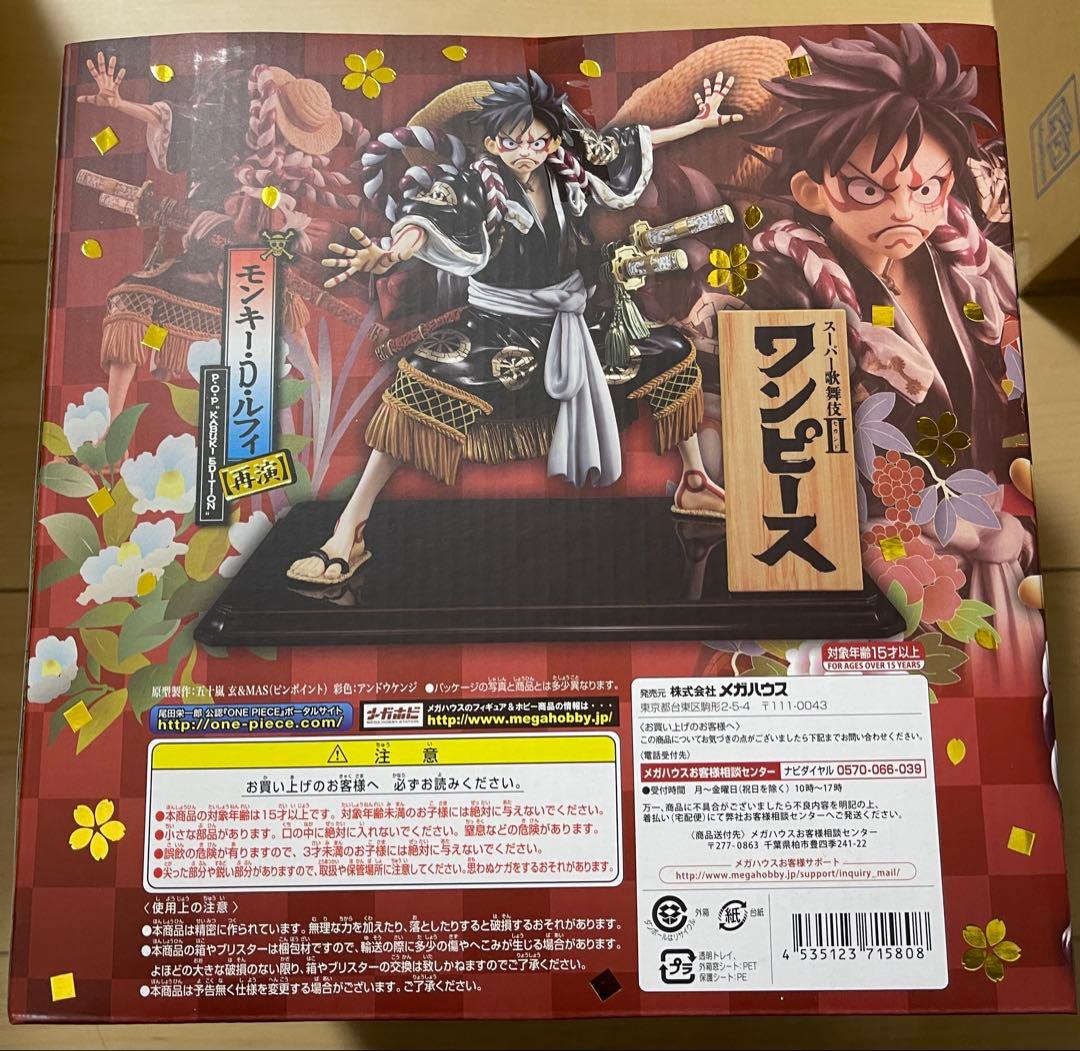 モンキー・D・ルフィ
再演
P.O.P "KABUKI EDITION"
スーパー歌舞伎II
セカンド
ワンピース
対象年齢15才以上
FOR AGES OVER 15 YEARS
原型製作：五十嵐 玄&MAS(ピンポイント) 彩色：アンドウケンジ ●パッケージの写真と商品とは多少異なります。
尾田栄一郎 公認『ONE PIECE』ポータルサイト
http://one-piece.com/
メガホビ
MEGA HOBBY STATION
メガハウスのフィギュア&ホビー商品の情報は・・・
http://www.megahobby.jp/
注意
お買い上げのお客様へ 必ずお読みください。
●本商品の対象年齢は15才以上です。対象年齢未満のお子様には絶対に与えないでください。
●小さな部品があります。口の中に絶対に入れないでください。窒息などの危険があります。
●誤飲の危険が有りますので、3才未満のお子様には絶対に与えないでください。
●尖った部分や鋭い部分がありますので、取扱や保管場所に注意してください。思わぬケガをするおそれがあります。
〈使用上の注意〉
●本商品は精密に作られています。無理な力を加えたり、落としたりすると破損するおそれがあります。
●本商品の箱やブリスターは梱包材ですので、輸送の際に多少の傷やへこみが生じる場合があります。
よほどの大きな破損のない限り、箱やブリスターの交換は致しかねますのでご了承ください。
●本商品は予告無く仕様を変更する場合がございます。ご了承ください。
発売元 株式会社 メガハウス
東京都台東区駒形2-5-4 〒111-0043
〈お買い上げのお客様へ〉
この商品についてお気づきの点がございましたら下記までお問い合わせください。
〈電話受付先〉
メガハウスお客様相談センター ナビダイヤル 0570-066-039
●受付時間 月〜金曜日(祝日を除く) 10時〜17時
万一、商品に不具合がございましたら不良内容を明記の上、
着払い(宅配便)にて弊社お客様相談センターへご発送ください。
〈商品送付先〉メガハウスお客様相談センター
〒277-0863 千葉県柏市豊四季241-22
メガハウスお客様サポート
http://www.megahobby.jp/support/inquiry_mail/
ダンボールはリサイクル
外箱
紙
台紙
プラ
透明トレイ、
外箱窓シート:PET
保護シート:PE
4 535123 715808